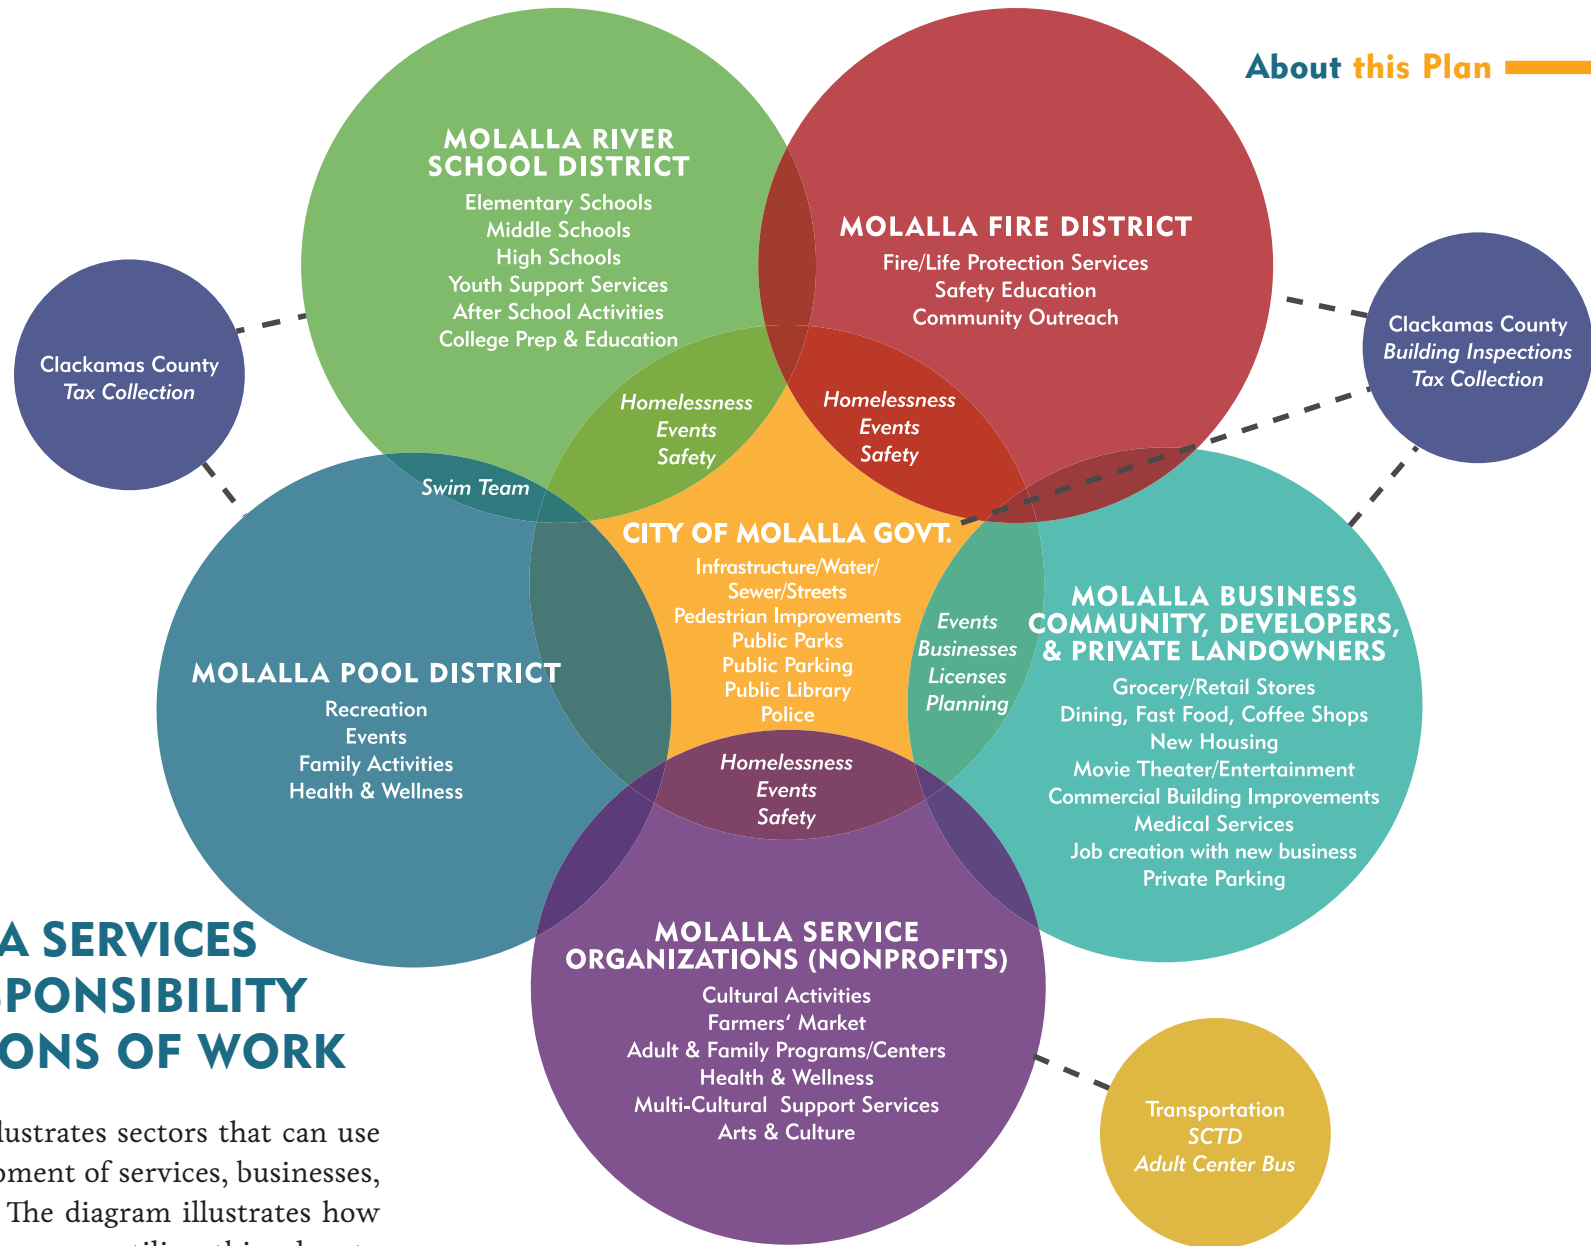 About this Plan
MOLALLA RIVER
SCHOOL DISTRICT
Elementary Schools
Middle Schools
High Schools
Youth Support Services
After School Activities
College Prep & Education
MOLALLA FIRE DISTRICT
Fire/Life Protection Services
Safety Education
Community Outreach
Clackamas County
Tax Collection
Clackamas County
Building Inspections
Tax Collection
Homelessness
Events
Safety
Homelessness
Events
Safety
Swim Team
CITY OF MOLALLA GOVT.
Infrastructure/Water/
Sewer/Streets
Pedestrian Improvements
Public Parks
Public Parking
Public Library
Police
Events
Businesses
Licenses
Planning
MOLALLA BUSINESS
COMMUNITY, DEVELOPERS,
& PRIVATE LANDOWNERS
Grocery/Retail Stores
Dining, Fast Food, Coffee Shops
New Housing
Movie Theater/Entertainment
Commercial Building Improvements
Medical Services
Job creation with new business
Private Parking
MOLALLA POOL DISTRICT
Recreation
Events
Family Activities
Health & Wellness
Homelessness
Events
Safety
MOLALLA SERVICE
ORGANIZATIONS (NONPROFITS)
Cultural Activities
Farmers' Market
Adult & Family Programs/Centers
Health & Wellness
Multi-Cultural Support Services
Arts & Culture
Transportation
SCTD
Adult Center Bus
A SERVICES
SPONSIBILITY
ONS OF WORK
lustrates sectors that can use
pment of services, businesses,
The diagram illustrates how